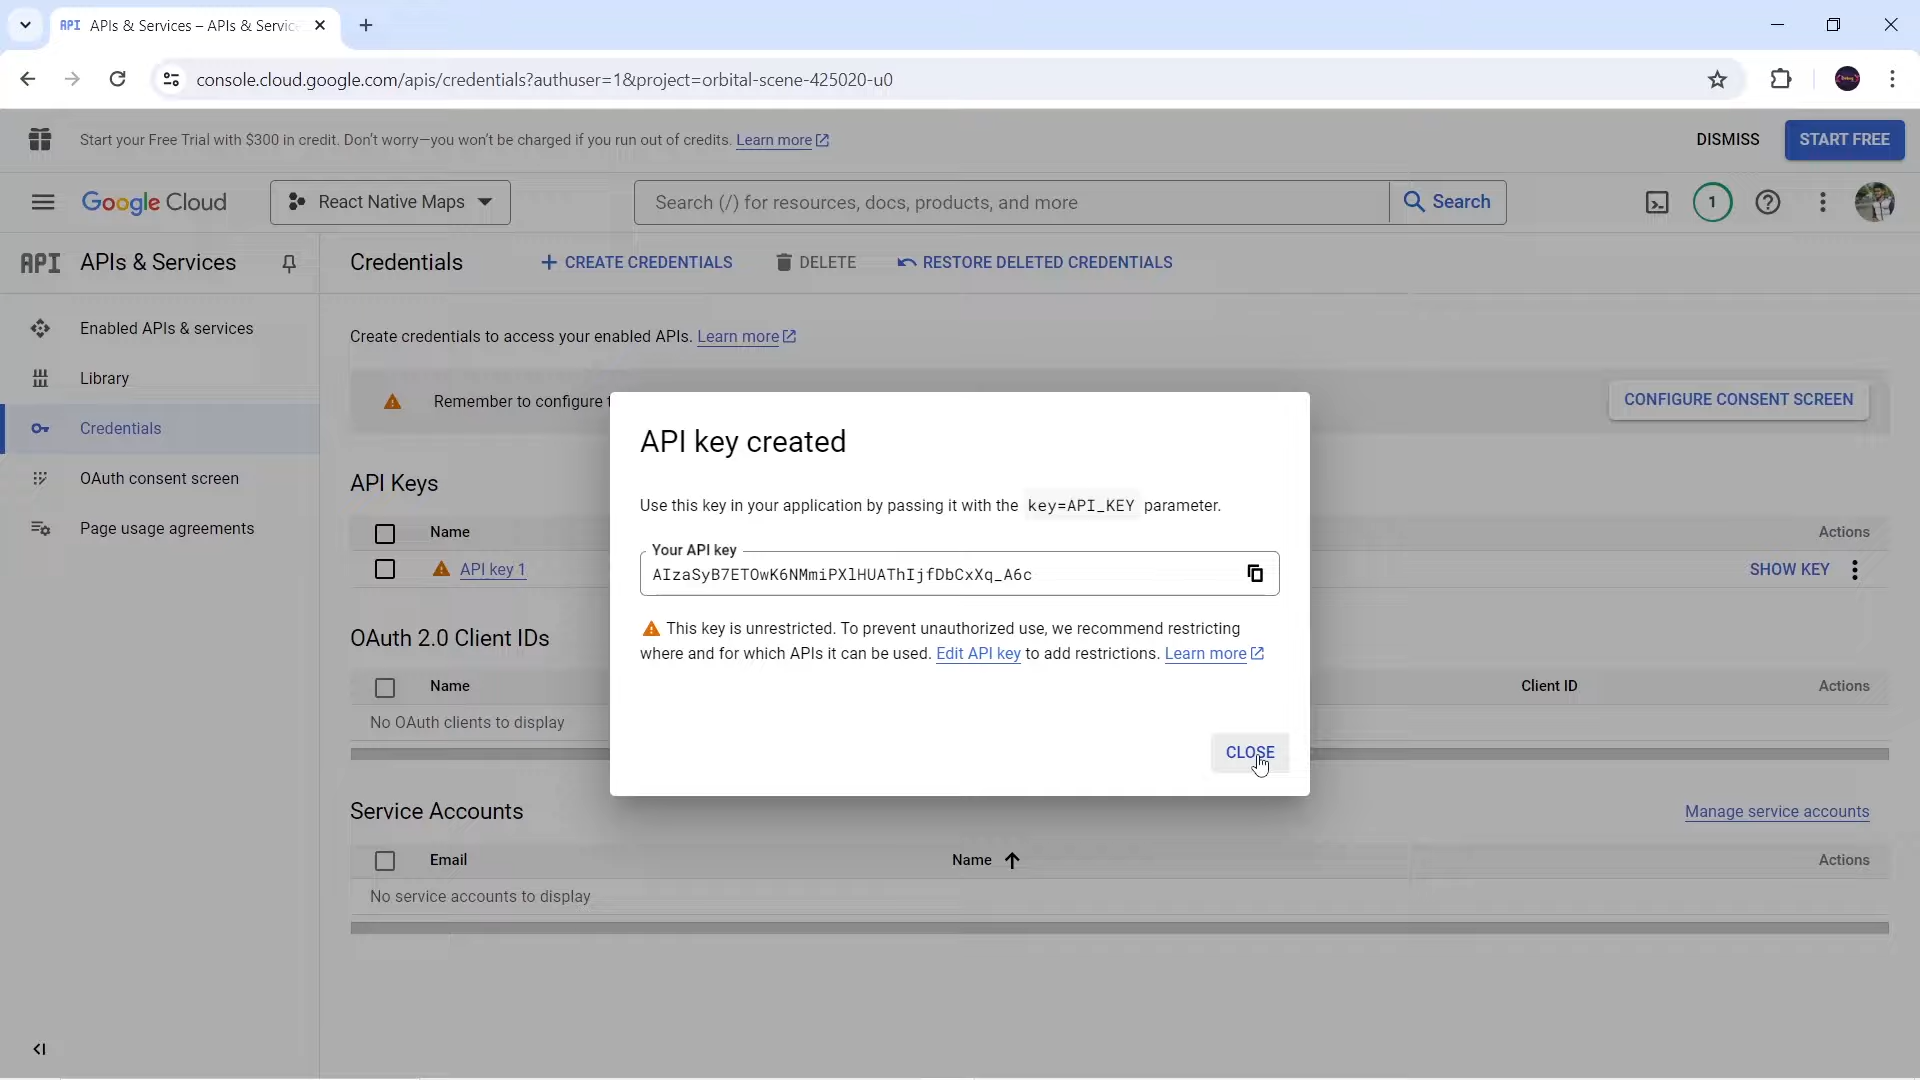 APIs & Services – APIs & Servic
console.cloud.google.com/apis/credentials?authuser=1&project=orbital-scene-425020-u0
Start your Free Trial with $300 in credit. Don't worry—you won't be charged if you run out of credits. Learn more
DISMISS
START FREE
Google Cloud
React Native Maps
Search (/) for resources, docs, products, and more
Search
1
API
APIs & Services
Credentials
CREATE CREDENTIALS
DELETE
RESTORE DELETED CREDENTIALS
Enabled APIs & services
Library
Credentials
OAuth consent screen
Page usage agreements
Create credentials to access your enabled APIs. Learn more
Remember to configure t
CONFIGURE CONSENT SCREEN
API Keys
Name
Actions
API key 1
SHOW KEY
OAuth 2.0 Client IDs
Name
Client ID
Actions
No OAuth clients to display
Service Accounts
Manage service accounts
Email
Name
Actions
No service accounts to display
API key created
Use this key in your application by passing it with the key=API_KEY parameter.
Your API key
AIzaSyB7ETOwK6NMmiPXlHUAThIjfDbCxXq_A6c
This key is unrestricted. To prevent unauthorized use, we recommend restricting
where and for which APIs it can be used. Edit API key to add restrictions. Learn more
CLOSE